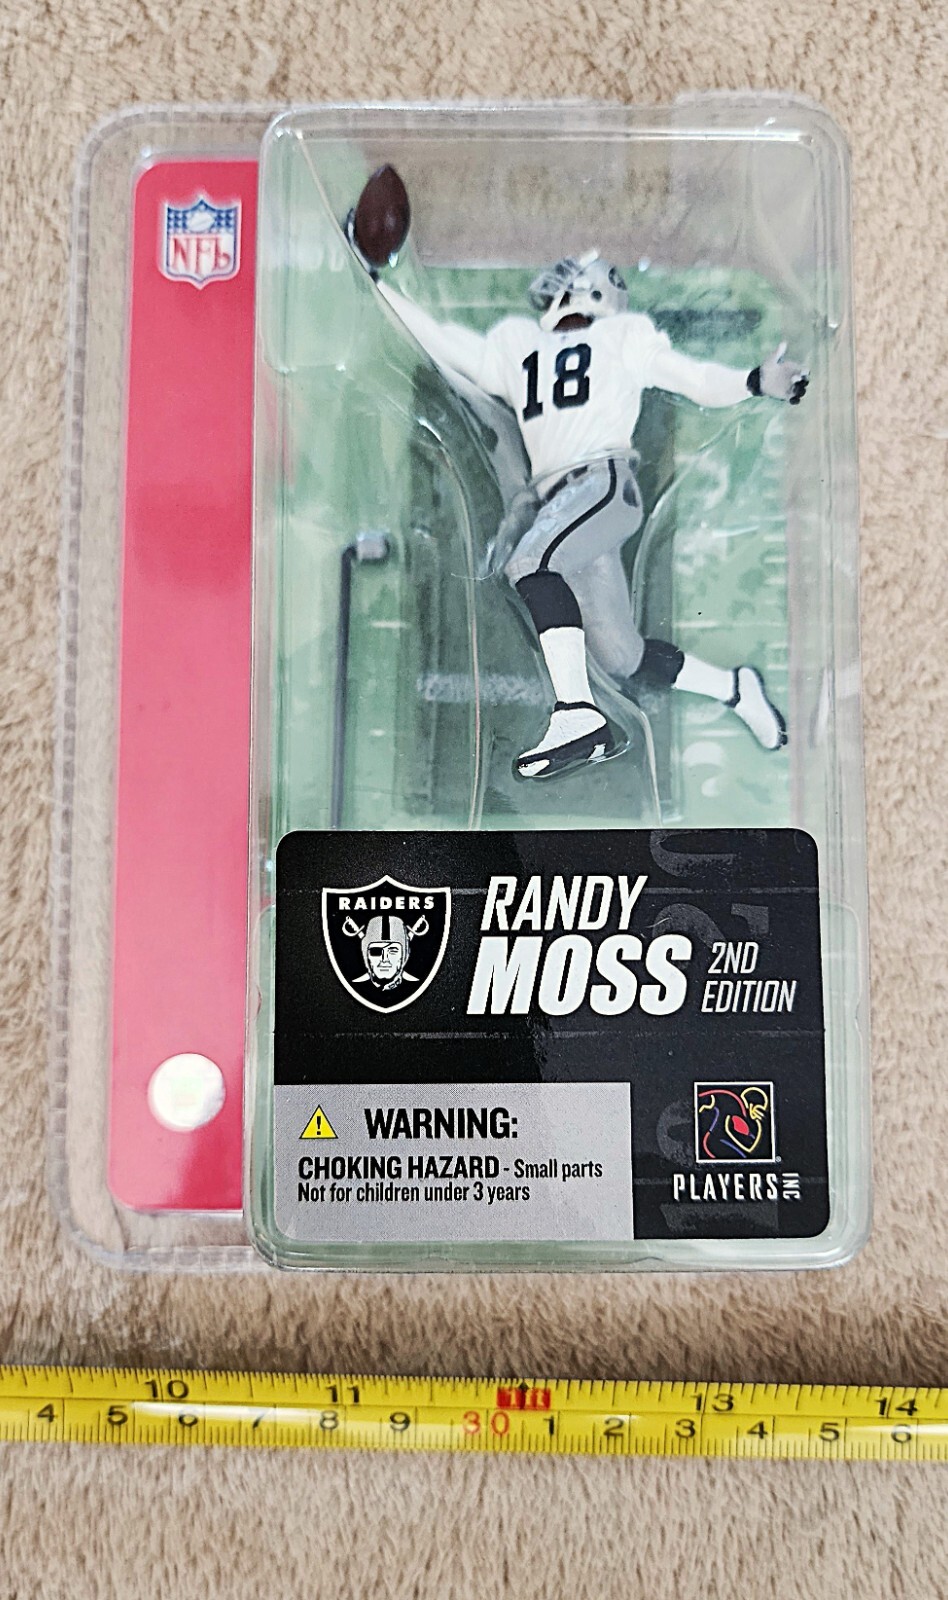 NFL
18
RAIDERS
RANDY
MOSS
2ND
EDITION
WARNING:
CHOKING HAZARD - Small parts
Not for children under 3 years
PLAYERS INC
10 11 1ft 13 14
4 5 6 7 8 9 30 1 2 3 4 5 6